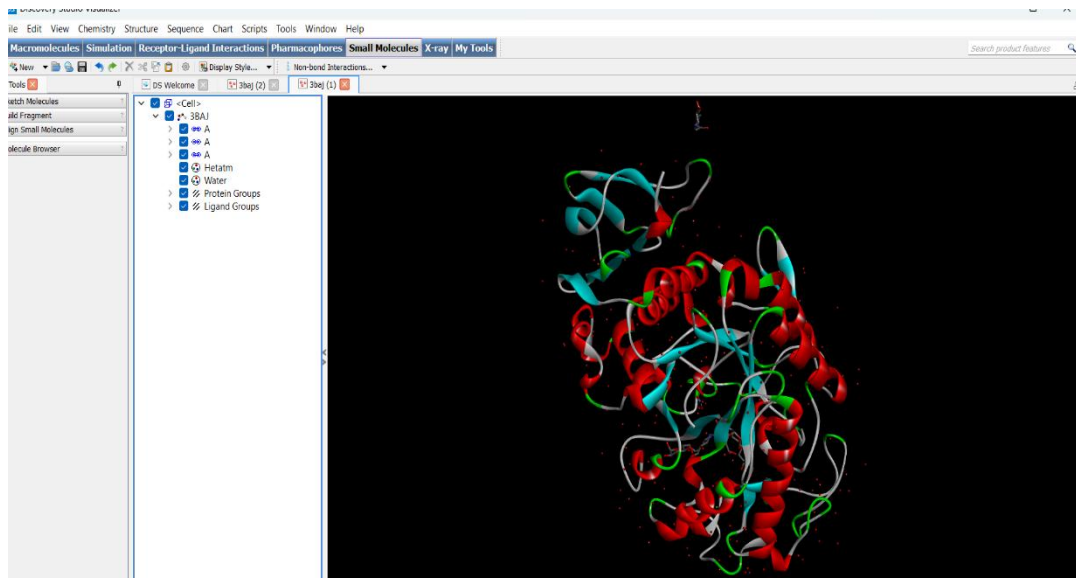 Discovery Studio Visualizer
ile Edit View Chemistry Structure Sequence Chart Scripts Tools Window Help
Macromolecules Simulation Receptor-Ligand Interactions Pharmacophores Small Molecules X-ray My Tools
Search product features
New Display Style... Non-bond Interactions...
Tools DS Welcome 3baj (2) 3baj (1)
ketch Molecules
uild Fragment
sign Small Molecules
olecule Browser
<Cell>
3BAJ
A
A
A
Hetatm
Water
Protein Groups
Ligand Groups